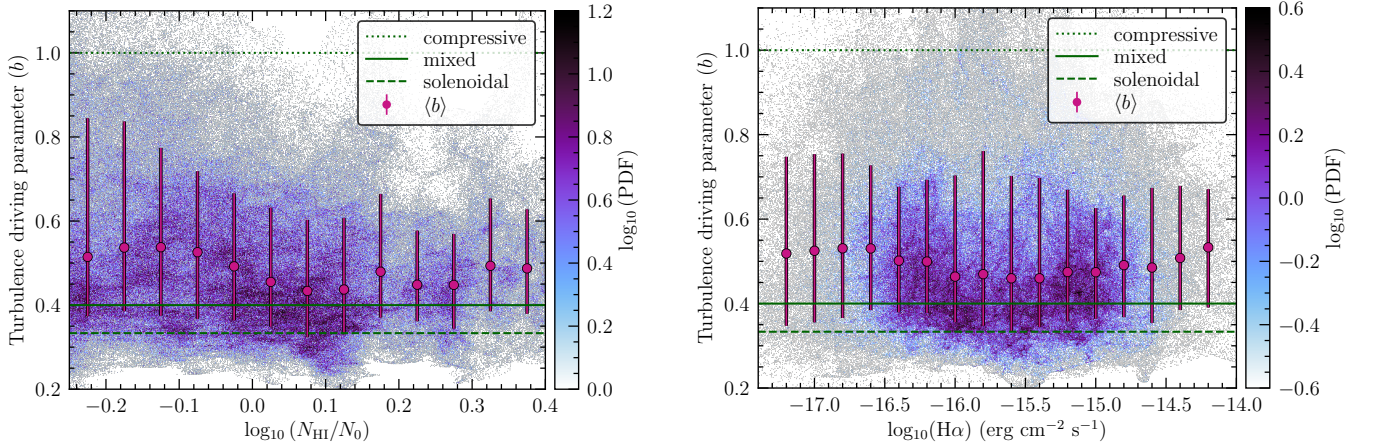 Turbulence driving parameter (b)
1.0
0.8
0.6
0.4
0.2
compressive
mixed
solenoidal
⟨b⟩
−0.2
−0.1
0.0
0.1
0.2
0.3
0.4
log₁₀ (N_HI/N₀)
1.2
1.0
0.8
0.6
0.4
0.2
0.0
log₁₀ (PDF)
Turbulence driving parameter (b)
1.0
0.8
0.6
0.4
0.2
compressive
mixed
solenoidal
⟨b⟩
−17.0
−16.5
−16.0
−15.5
−15.0
−14.5
−14.0
log₁₀(Hα) (erg cm⁻² s⁻¹)
0.6
0.4
0.2
0.0
−0.2
−0.4
−0.6
log₁₀ (PDF)